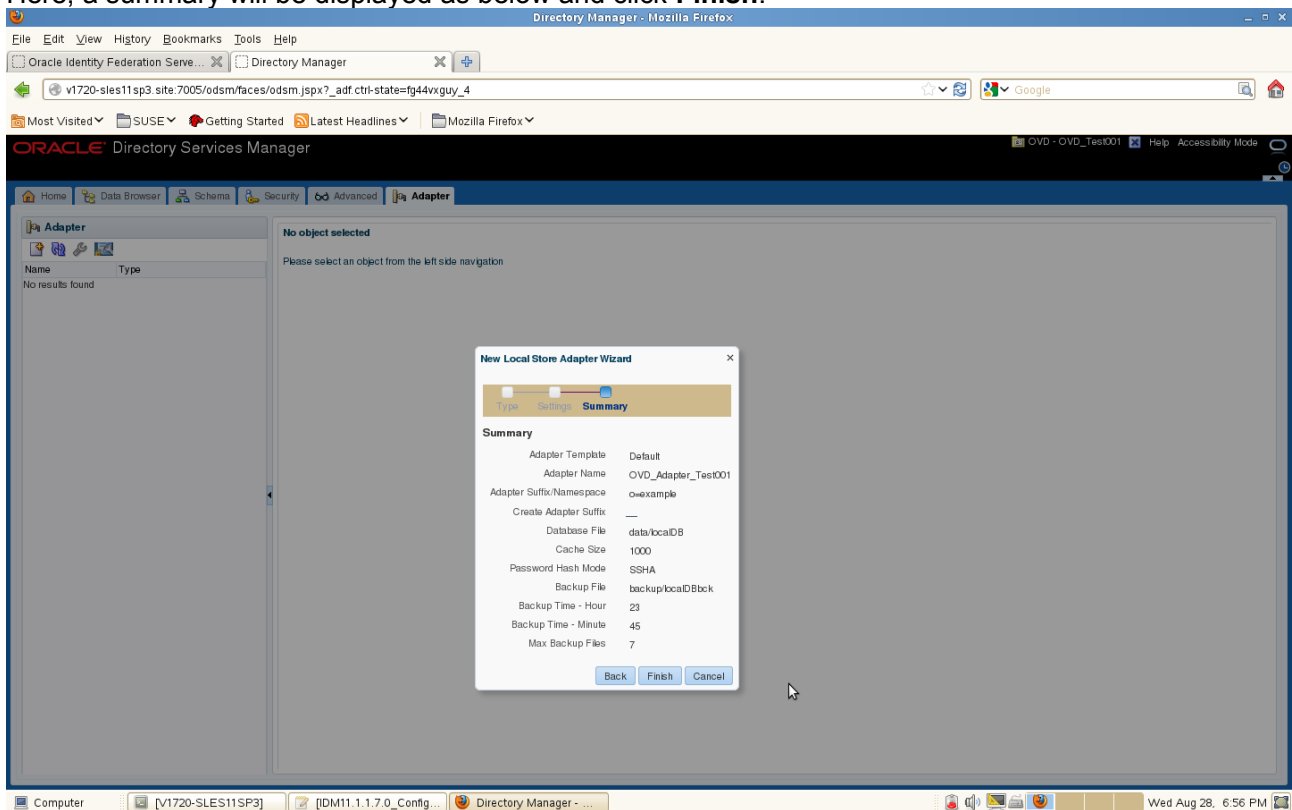 Here, a summary will be displayed as below and click Finish.
Directory Manager - Mozilla Firefox
File Edit View History Bookmarks Tools Help
Oracle Identity Federation Serve... Directory Manager
v1720-sles11sp3.site:7005/odsm/faces/odsm.jspx?_adf.ctrl-state=fg44vxguy_4
Google
Most Visited SUSE Getting Started Latest Headlines Mozilla Firefox
ORACLE Directory Services Manager
OVD - OVD_Test001 Help Accessibility Mode
Home Data Browser Schema Security Advanced Adapter
Adapter
Name Type
No results found
No object selected
Please select an object from the left side navigation
New Local Store Adapter Wizard
Type Settings Summary
Summary
Adapter Template Default
Adapter Name OVD_Adapter_Test001
Adapter Suffix/Namespace o=example
Create Adapter Suffix __
Database File data/localDB
Cache Size 1000
Password Hash Mode SSHA
Backup File backup/localDBbck
Backup Time - Hour 23
Backup Time - Minute 45
Max Backup Files 7
Back Finish Cancel
Computer [V1720-SLES11SP3] [IDM11.1.1.7.0_Config... Directory Manager - ... Wed Aug 28, 6:56 PM